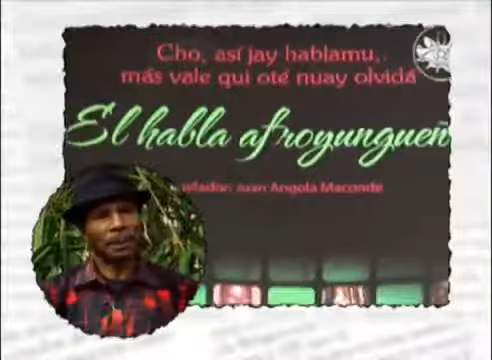 Cho, así jay hablamu,
más vale qui oté nuay olvidá
El habla afroyungueñ
Juan Angola Maconde